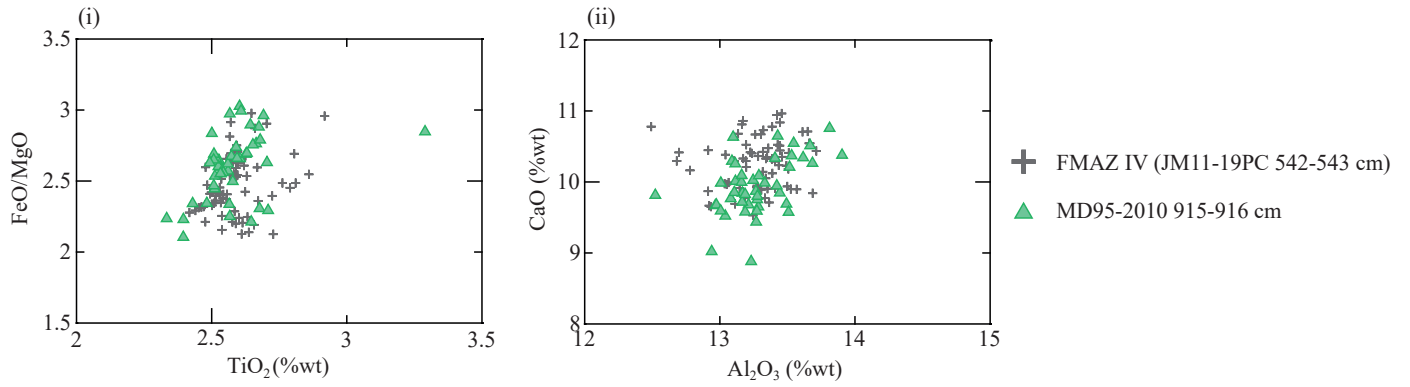 (i)
3.5
3
2.5
2
1.5
FeO/MgO
2
2.5
3
3.5
TiO₂ (%wt)
(ii)
12
11
10
9
8
CaO (%wt)
12
13
14
15
Al₂O₃ (%wt)
FMAZ IV (JM11-19PC 542-543 cm)
MD95-2010 915-916 cm